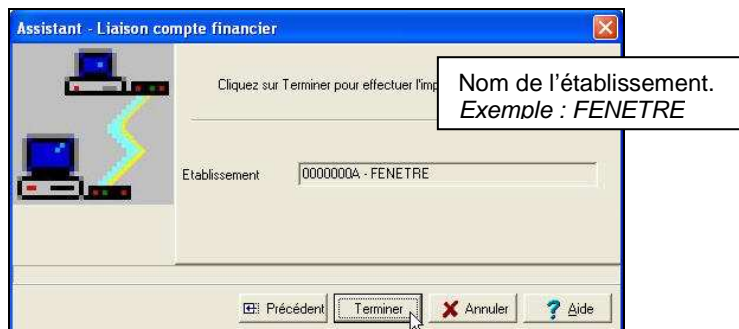 Assistant - Liaison compte financier
Cliquez sur Terminer pour effectuer l'imp
Nom de l'établissement.
Exemple : FENETRE
Etablissement
0000000A - FENETRE
Précédent
Terminer
Annuler
? Aide